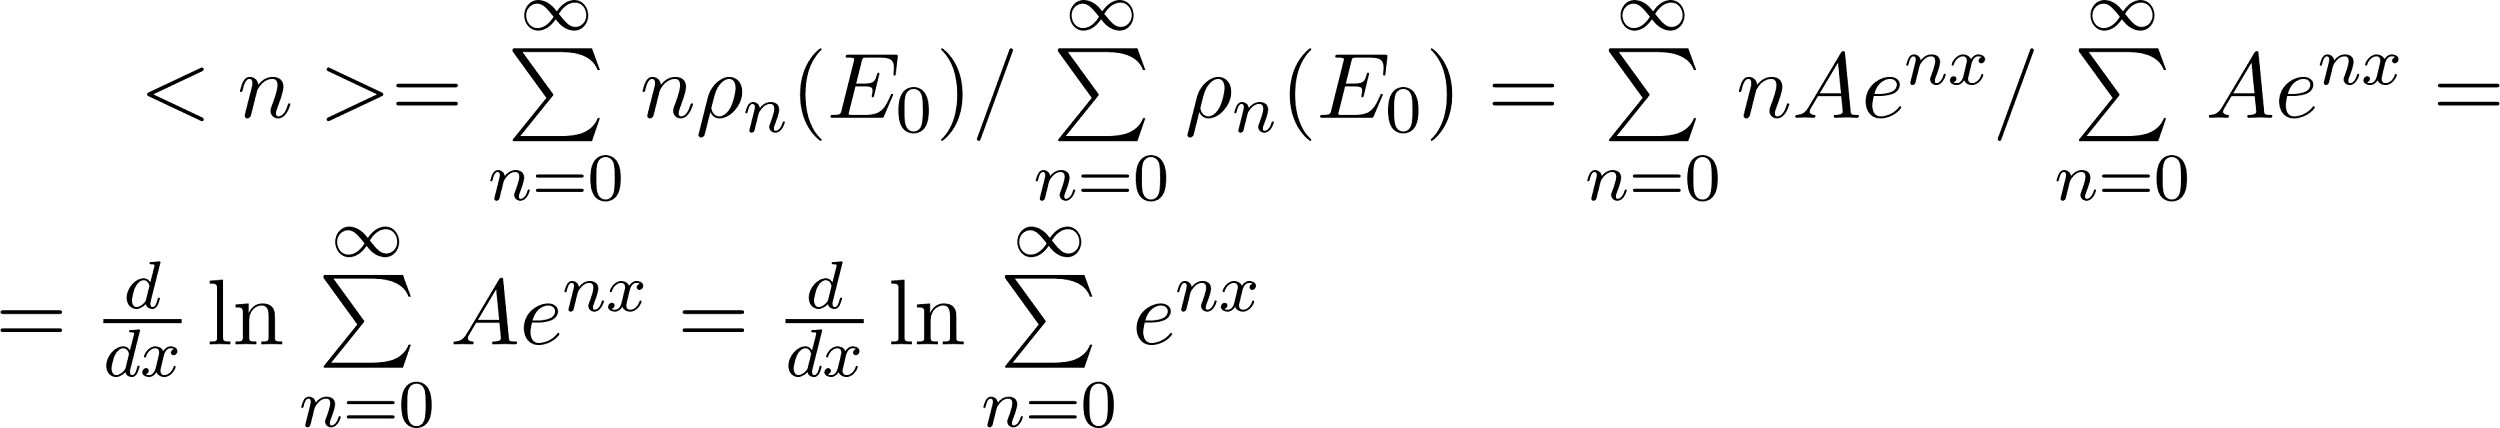 $< n >= \sum_{n=0}^{\infty} n\rho_n(E_0) / \sum_{n=0}^{\infty} \rho_n(E_0) = \sum_{n=0}^{\infty} nAe^{nx} / \sum_{n=0}^{\infty} Ae^{nx} =$
$= \frac{d}{dx} \ln \sum_{n=0}^{\infty} Ae^{nx} = \frac{d}{dx} \ln \sum_{n=0}^{\infty} e^{nx}$